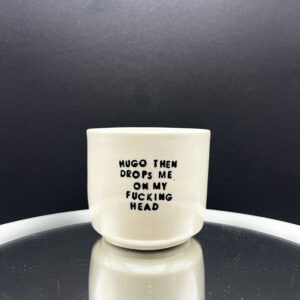 HUGO THEN
DROPS ME
ON MY
FUCKING
HEAD